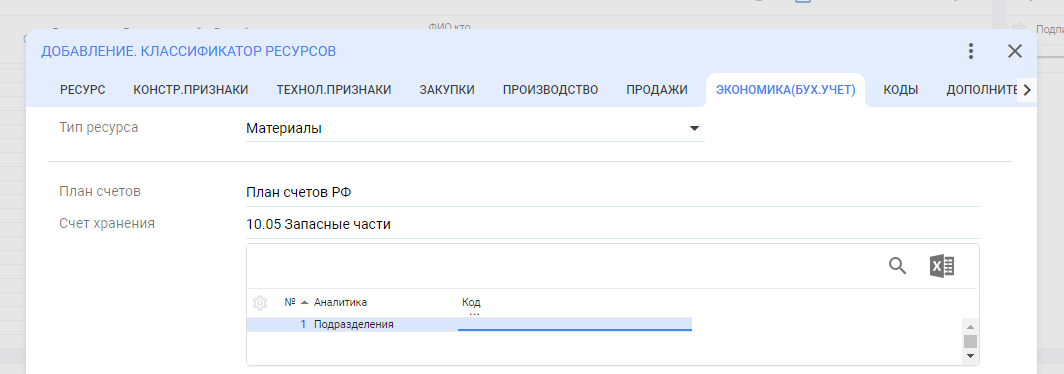 ФИО кто
ДОБАВЛЕНИЕ. КЛАССИФИКАТОР РЕСУРСОВ
РЕСУРС КОНСТР.ПРИЗНАКИ ТЕХНОЛ.ПРИЗНАКИ ЗАКУПКИ ПРОИЗВОДСТВО ПРОДАЖИ ЭКОНОМИКА(БУХ.УЧЕТ) КОДЫ ДОПОЛНИТЕ
Тип ресурса Материалы
План счетов План счетов РФ
Счет хранения 10.05 Запасные части
№ Аналитика Код
...
1 Подразделения